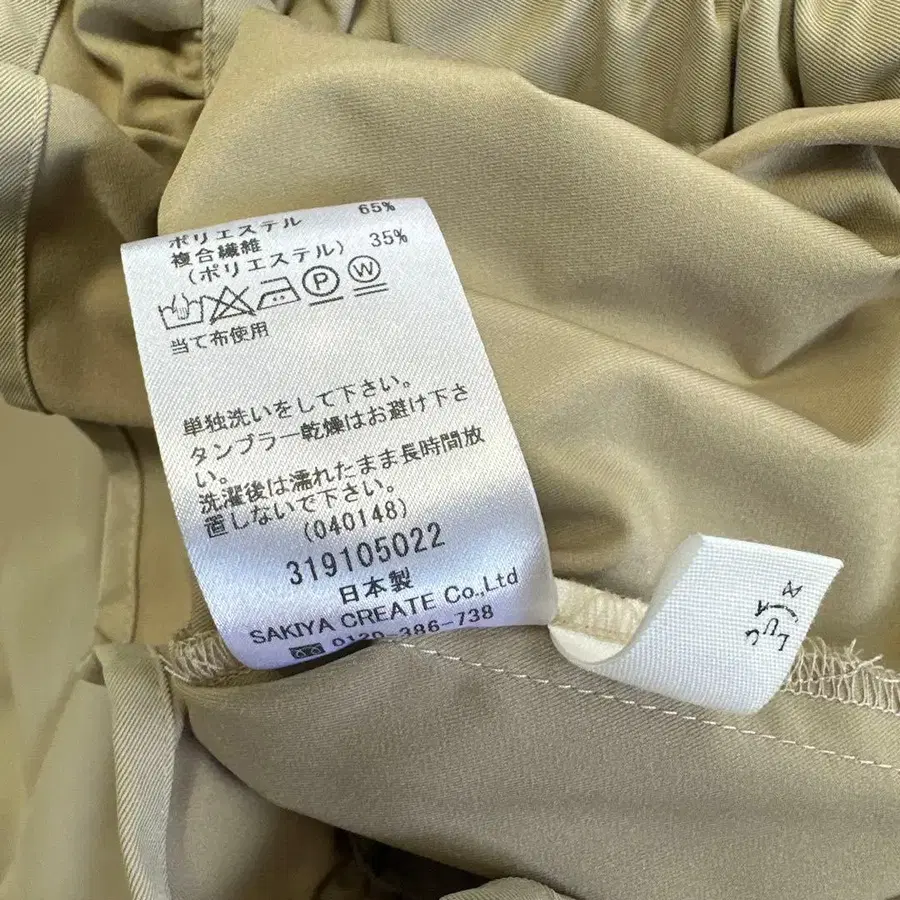 ポリエステル 65%
複合繊維
(ポリエステル) 35%
P W
当て布使用
単独洗いをして下さい。
タンブラー乾燥はお避け下さ
い。
洗濯後は濡れたまま長時間放
置しないで下さい。
(040148)
319105022
日本製
SAKIYA CREATE Co.,Ltd
0120-386-738